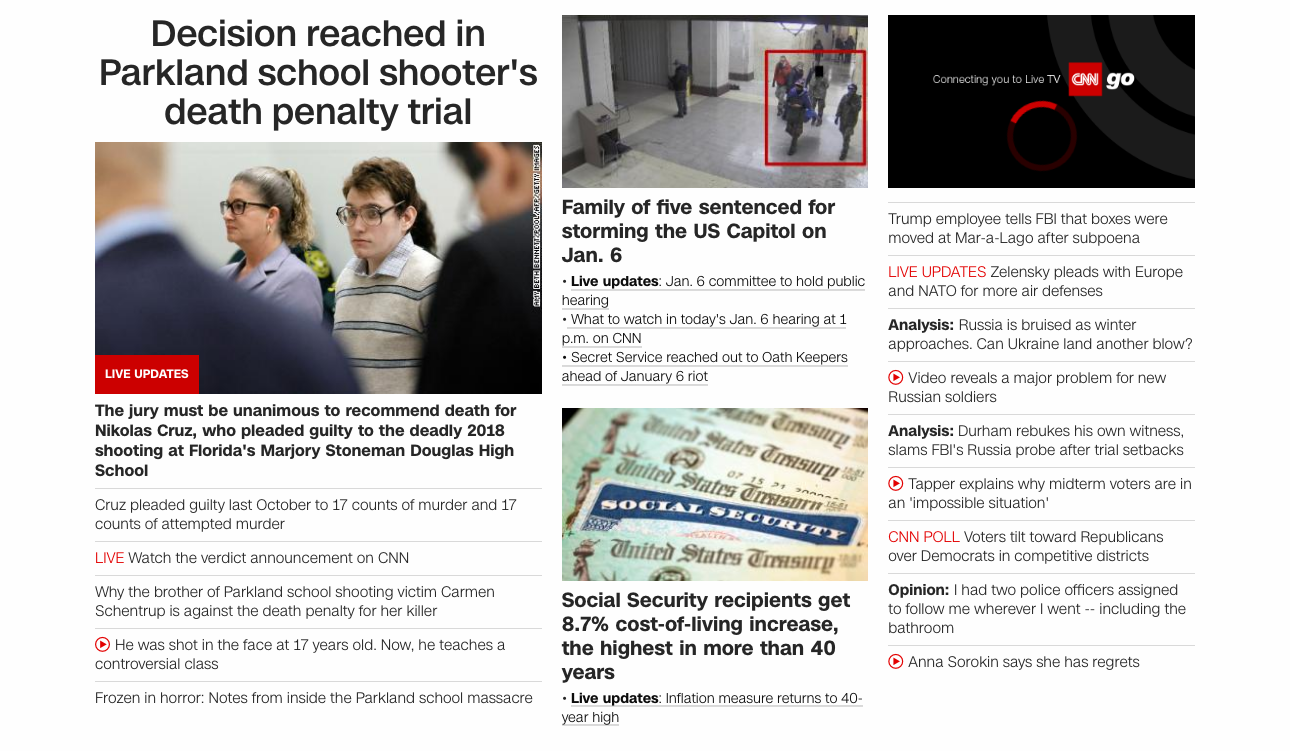 Decision reached in
Parkland school shooter's
death penalty trial
AMY BETH BENNETT/POOL/AFP/GETTY IMAGES
LIVE UPDATES
The jury must be unanimous to recommend death for
Nikolas Cruz, who pleaded guilty to the deadly 2018
shooting at Florida's Marjory Stoneman Douglas High
School
Cruz pleaded guilty last October to 17 counts of murder and 17
counts of attempted murder
LIVE Watch the verdict announcement on CNN
Why the brother of Parkland school shooting victim Carmen
Schentrup is against the death penalty for her killer
He was shot in the face at 17 years old. Now, he teaches a
controversial class
Frozen in horror: Notes from inside the Parkland school massacre
Family of five sentenced for
storming the US Capitol on
Jan. 6
• Live updates: Jan. 6 committee to hold public
hearing
• What to watch in today's Jan. 6 hearing at 1
p.m. on CNN
• Secret Service reached out to Oath Keepers
ahead of January 6 riot
United States Treasury
United States Treasury
07 15 21
United States Treasury
SOCIAL SECURITY
United States Treasury
Social Security recipients get
8.7% cost-of-living increase,
the highest in more than 40
years
• Live updates: Inflation measure returns to 40-
year high
Connecting you to Live TV CNN go
Trump employee tells FBI that boxes were
moved at Mar-a-Lago after subpoena
LIVE UPDATES Zelensky pleads with Europe
and NATO for more air defenses
Analysis: Russia is bruised as winter
approaches. Can Ukraine land another blow?
Video reveals a major problem for new
Russian soldiers
Analysis: Durham rebukes his own witness,
slams FBI's Russia probe after trial setbacks
Tapper explains why midterm voters are in
an 'impossible situation'
CNN POLL Voters tilt toward Republicans
over Democrats in competitive districts
Opinion: I had two police officers assigned
to follow me wherever I went -- including the
bathroom
Anna Sorokin says she has regrets